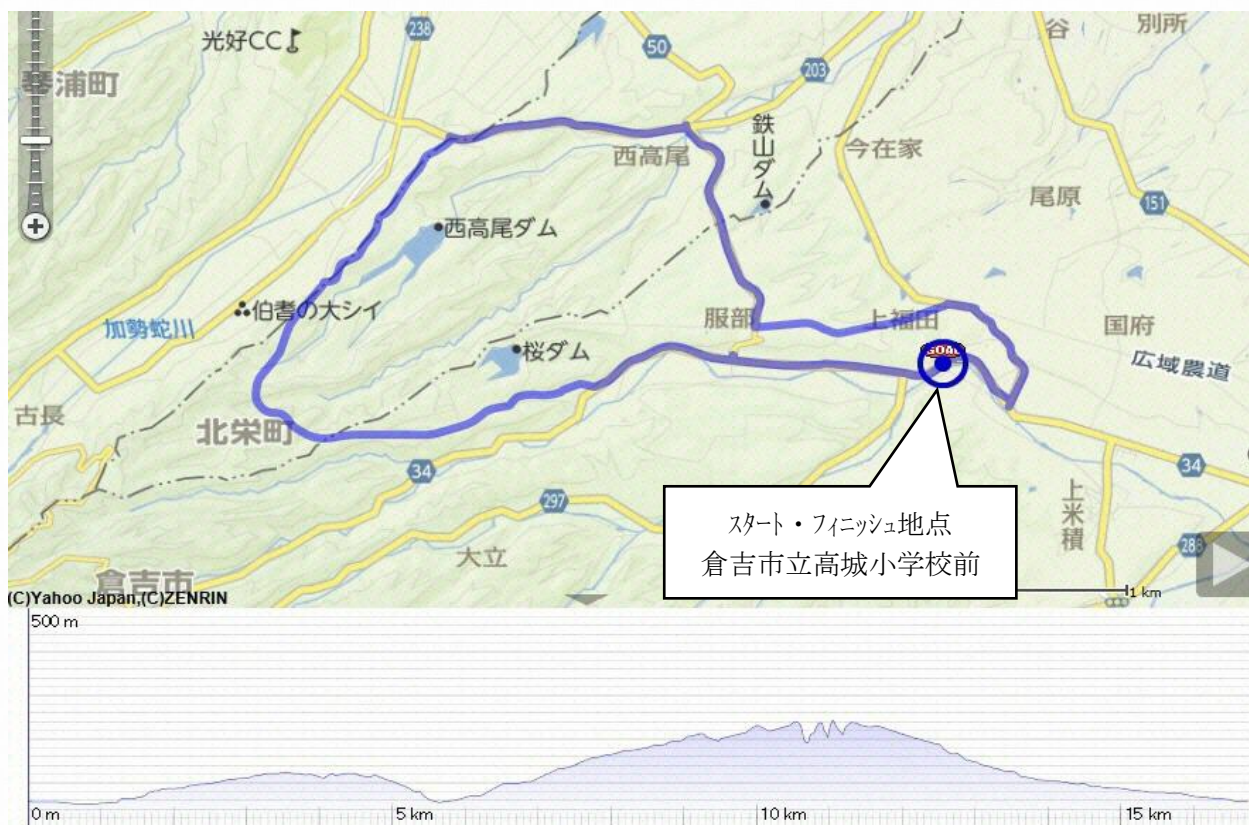 別所
谷
光好CC
238
50
琴浦町
203
鉄山ダム
西高尾
今在家
尾原
151
西高尾ダム
伯耆の大シイ
加勢蛇川
服部
上福田
国府
GOAL
桜ダム
広域農道
古長
北栄町
34
34
297
スタート・フィニッシュ地点
倉吉市立高城小学校前
上米積
大立
288
倉吉市
(C)Yahoo Japan,(C)ZENRIN
1 km
500 m
0 m
5 km
10 km
15 km